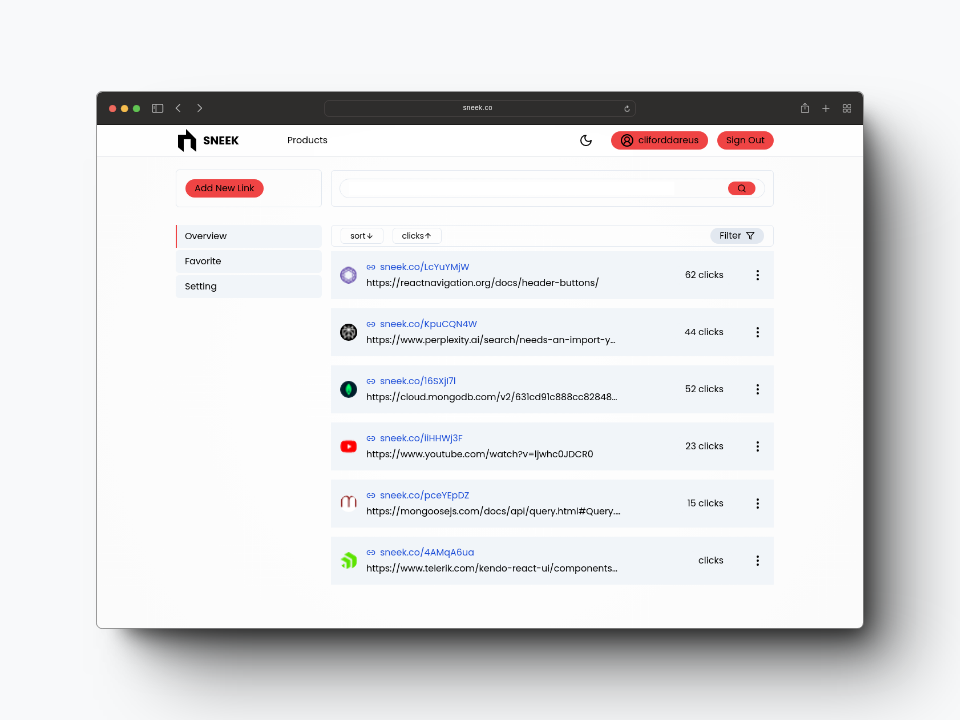 sneek.co
SNEEK
Products
cliforddareus
Sign Out
Add New Link
Overview
Favorite
Setting
sort↓
clicks↑
Filter
sneek.co/LcYuYMjW
https://reactnavigation.org/docs/header-buttons/
62 clicks
sneek.co/KpuCQN4W
https://www.perplexity.ai/search/needs-an-import-y...
44 clicks
sneek.co/16SXjI7l
https://cloud.mongodb.com/v2/631cd91c888cc82848...
52 clicks
sneek.co/iiHHWj3F
https://www.youtube.com/watch?v=ljwhc0JDCR0
23 clicks
sneek.co/pceYEpDZ
https://mongoosejs.com/docs/api/query.html#Query...
15 clicks
sneek.co/4AMqA6ua
https://www.telerik.com/kendo-react-ui/components...
clicks